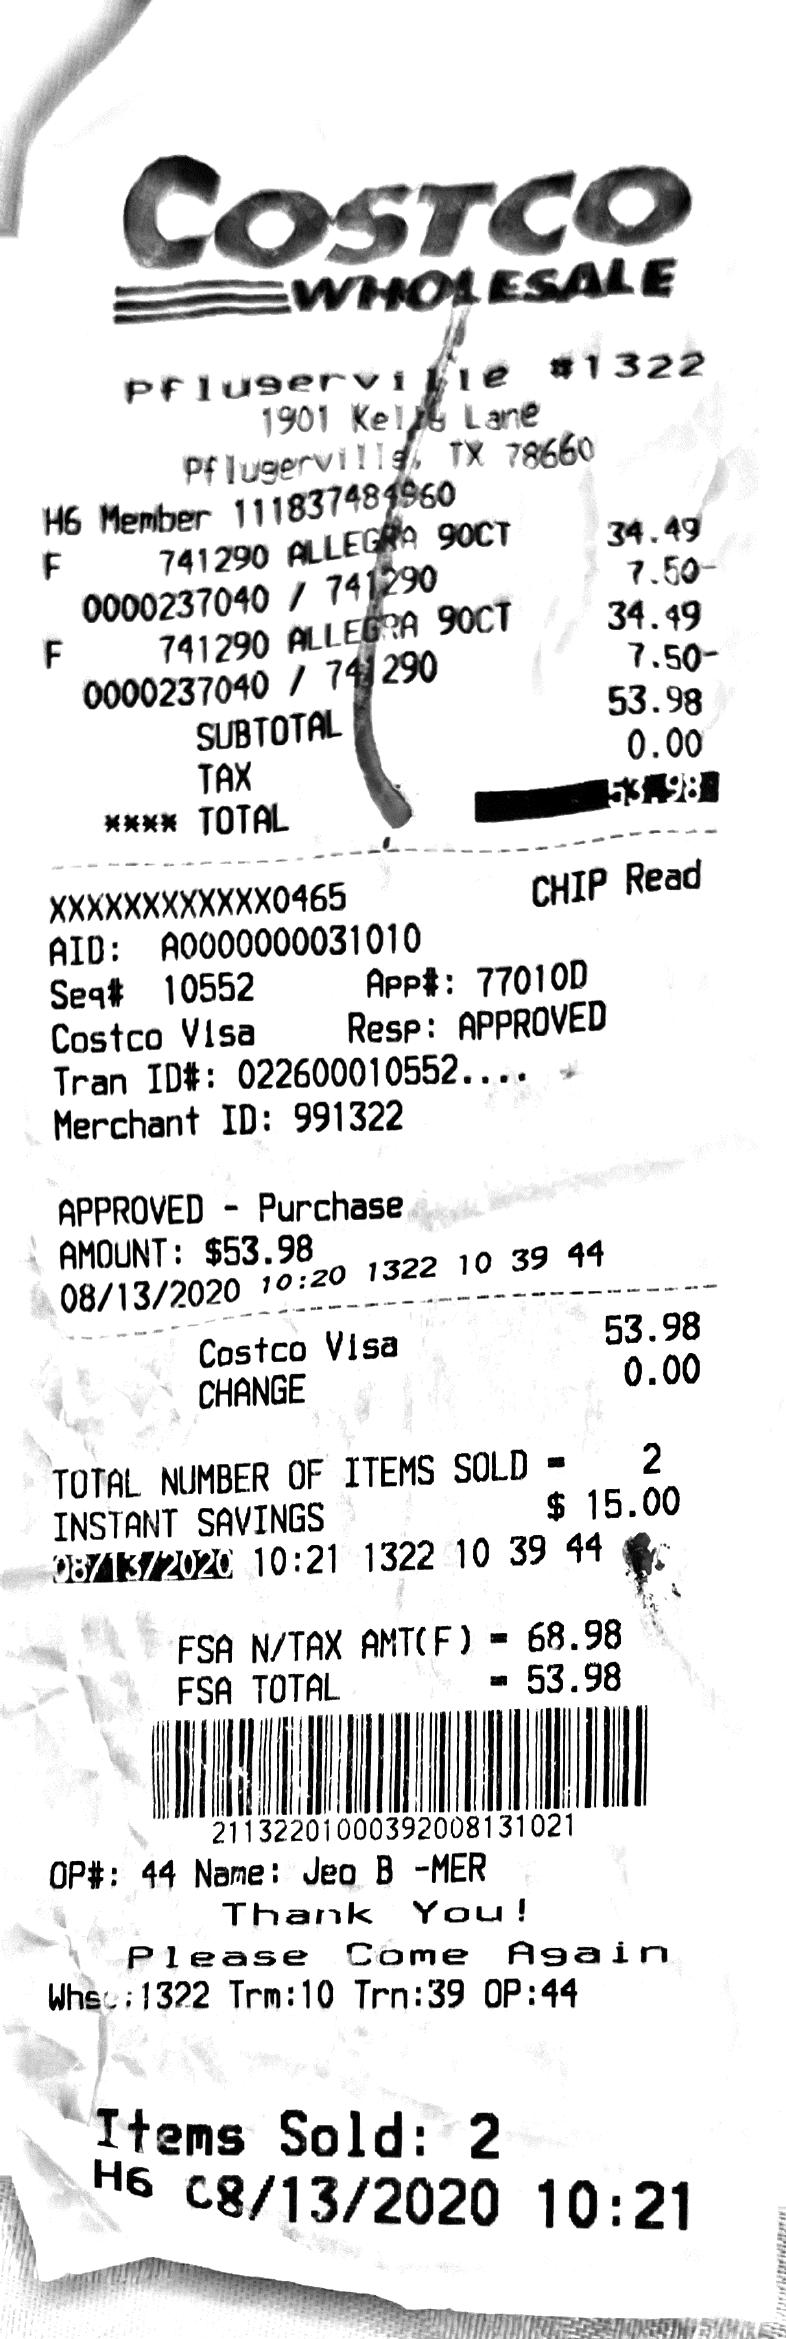 COSTCO
WHOLESALE
Pflugerville #1322
1901 Kelly Lane
Pflugerville, TX 78660
H6 Member 111837484960
F 741290 ALLEGRA 90CT 34.49
0000237040 / 741290 7.50-
F 741290 ALLEGRA 90CT 34.49
0000237040 / 741290 7.50-
SUBTOTAL 53.98
TAX 0.00
**** TOTAL 53.98
XXXXXXXXXXXX0465 CHIP Read
AID: A0000000031010
Seq# 10552 App#: 77010D
Costco Visa Resp: APPROVED
Tran ID#: 022600010552....
Merchant ID: 991322
APPROVED - Purchase
AMOUNT: $53.98
08/13/2020 10:20 1322 10 39 44
Costco Visa 53.98
CHANGE 0.00
TOTAL NUMBER OF ITEMS SOLD = 2
INSTANT SAVINGS $ 15.00
08/13/2020 10:21 1322 10 39 44
FSA N/TAX AMT(F) = 68.98
FSA TOTAL = 53.98
21132201000392008131021
OP#: 44 Name: Jeo B -MER
Thank You!
Please Come Again
Whse:1322 Trm:10 Trn:39 OP:44
Items Sold: 2
H6 08/13/2020 10:21